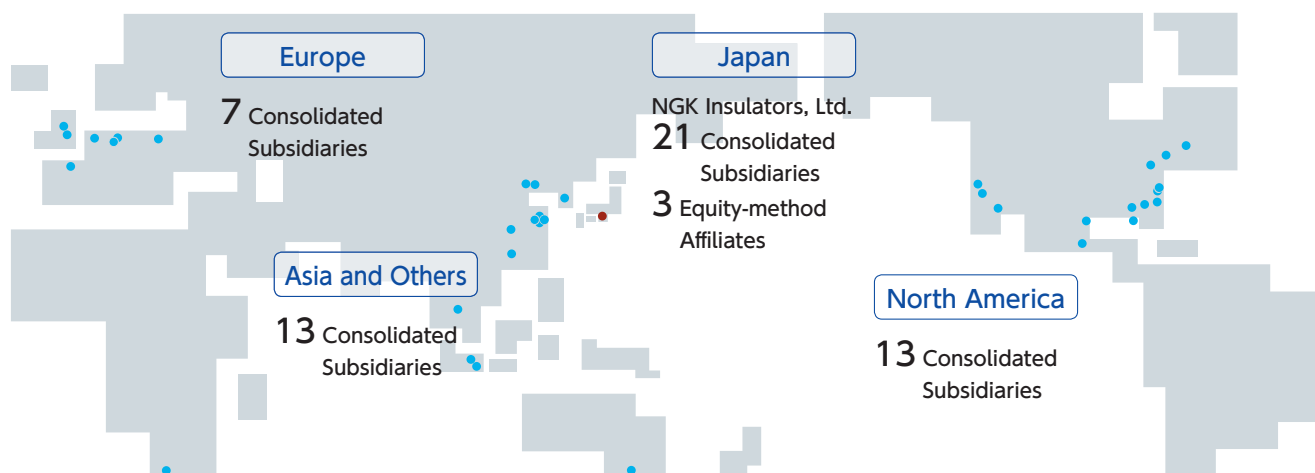 Europe
7 Consolidated
Subsidiaries
Japan
NGK Insulators, Ltd.
21 Consolidated
Subsidiaries
3 Equity-method
Affiliates
Asia and Others
13 Consolidated
Subsidiaries
North America
13 Consolidated
Subsidiaries